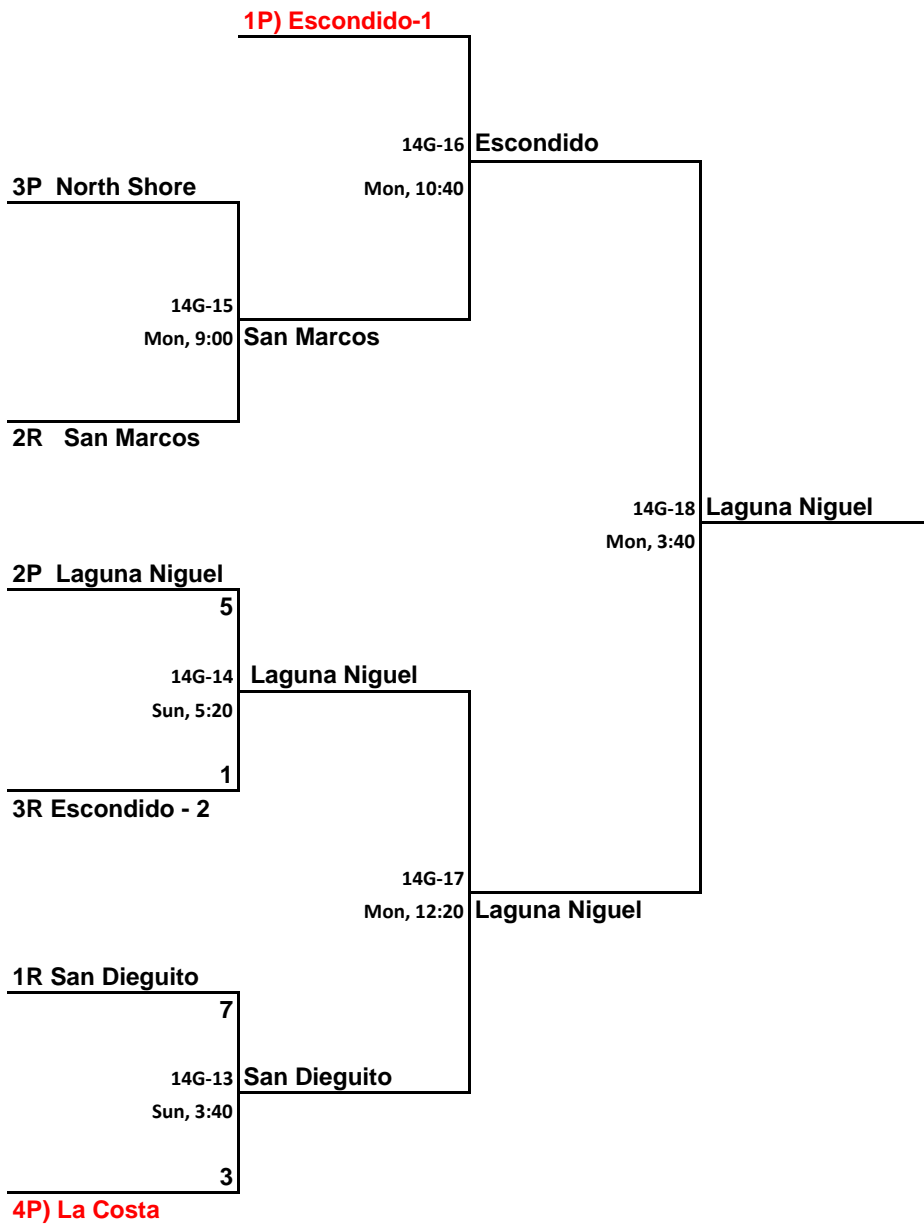 1P) Escondido-1
14G-16 Escondido
Mon, 10:40
3P  North Shore
14G-15
Mon, 9:00 San Marcos
2R   San Marcos
14G-18 Laguna Niguel
Mon, 3:40
2P  Laguna Niguel
5
14G-14 Laguna Niguel
Sun, 5:20
1
3R Escondido - 2
14G-17
Mon, 12:20 Laguna Niguel
1R San Dieguito
7
14G-13 San Dieguito
Sun, 3:40
3
4P) La Costa